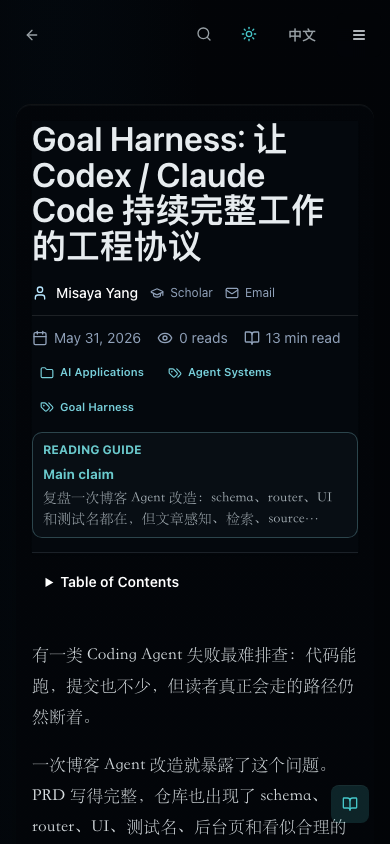 中文
Goal Harness: 让
Codex / Claude
Code 持续完整工作
的工程协议
Misaya Yang Scholar Email
May 31, 2026 0 reads 13 min read
AI Applications Agent Systems
Goal Harness
READING GUIDE
Main claim
复盘一次博客 Agent 改造：schema、router、UI
和测试名都在，但文章感知、检索、source…
Table of Contents
有一类 Coding Agent 失败最难排查：代码能
跑，提交也不少，但读者真正会走的路径仍
然断着。
一次博客 Agent 改造就暴露了这个问题。
PRD 写得完整，仓库也出现了 schema、
router、UI、测试名、后台页和看似合理的